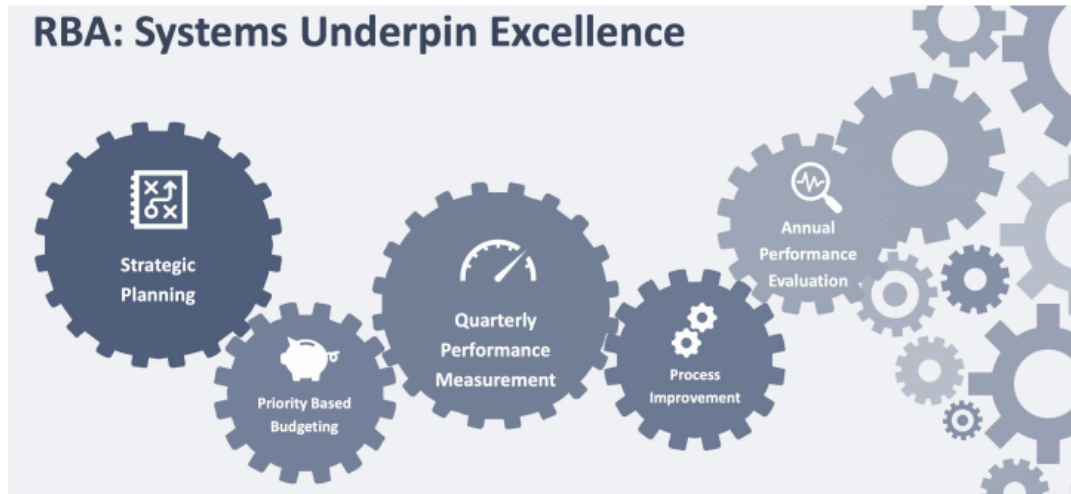 RBA: Systems Underpin Excellence
Strategic
Planning
Priority Based
Budgeting
Quarterly
Performance
Measurement
Process
Improvement
Annual
Performance
Evaluation